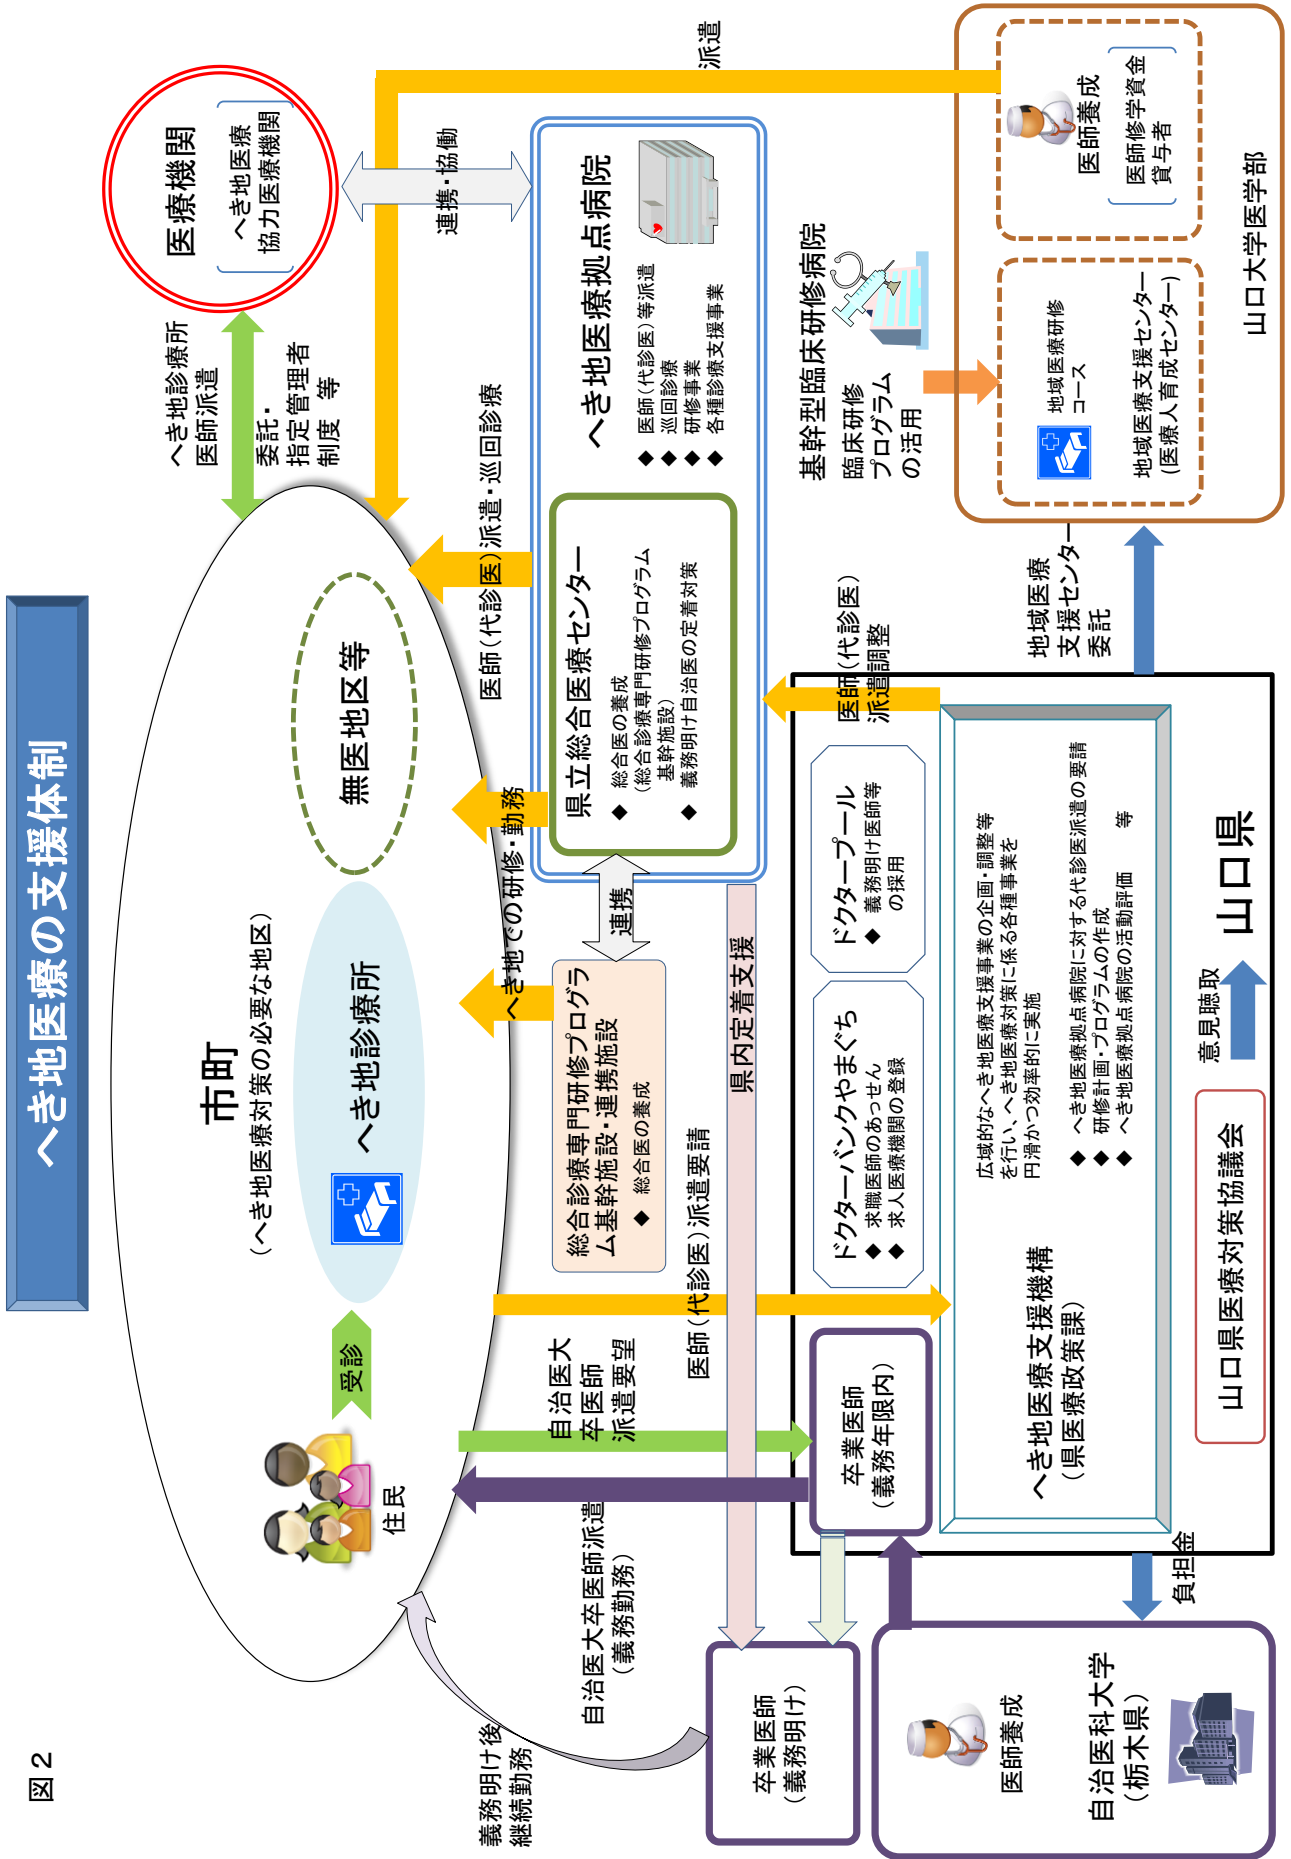 図２
へき地医療の支援体制
市町
（へき地医療対策の必要な地区）
住民
受診
へき地診療所
無医地区等
へき地診療所
医師派遣
委託・
指定管理者
制度　等
医療機関
へき地医療
協力医療機関
連携・協働
派遣
義務明け後
継続勤務
自治医大卒医師派遣
（義務勤務）
自治医大
卒医師
派遣要望
医師（代診医）派遣要請
へき地での研修・勤務
医師（代診医）派遣・巡回診療
総合診療専門研修プログラ
ム基幹施設・連携施設
◆ 総合医の養成
連携
県立総合医療センター
◆ 総合医の養成
（総合診療専門研修プログラム
基幹施設）
◆ 義務明け自治医の定着対策
へき地医療拠点病院
◆ 医師（代診医）等派遣
◆ 巡回診療
◆ 研修事業
◆ 各種診療支援事業
県内定着支援
卒業医師
（義務明け）
卒業医師
（義務年限内）
ドクターバンクやまぐち
◆ 求職医師のあっせん
◆ 求人医療機関の登録
ドクタープール
◆ 義務明け医師等
の採用
医師（代診医）
派遣調整
基幹型臨床研修病院
臨床研修
プログラム
の活用
へき地医療支援機構
（県医療政策課）
広域的なへき地医療支援事業の企画・調整等
を行い、へき地医療対策に係る各種事業を
円滑かつ効率的に実施
◆ へき地医療拠点病院に対する代診医派遣の要請
◆ 研修計画・プログラムの作成
◆ へき地医療拠点病院の活動評価　　等
山口県医療対策協議会
意見聴取
山口県
医師養成
自治医科大学
（栃木県）
負担金
地域医療
支援センター
委託
地域医療研修
コース
地域医療支援センター
（医療人育成センター）
医師養成
医師修学資金
貸与者
山口大学医学部